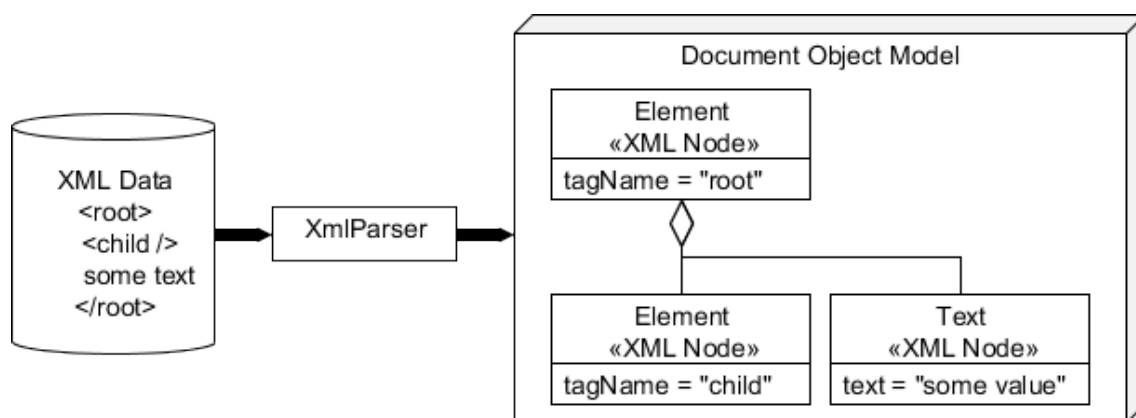 XML Data
<root>
<child />
some text
</root>
XmlParser
Document Object Model
Element
«XML Node»
tagName = "root"
Element
«XML Node»
tagName = "child"
Text
«XML Node»
text = "some value"